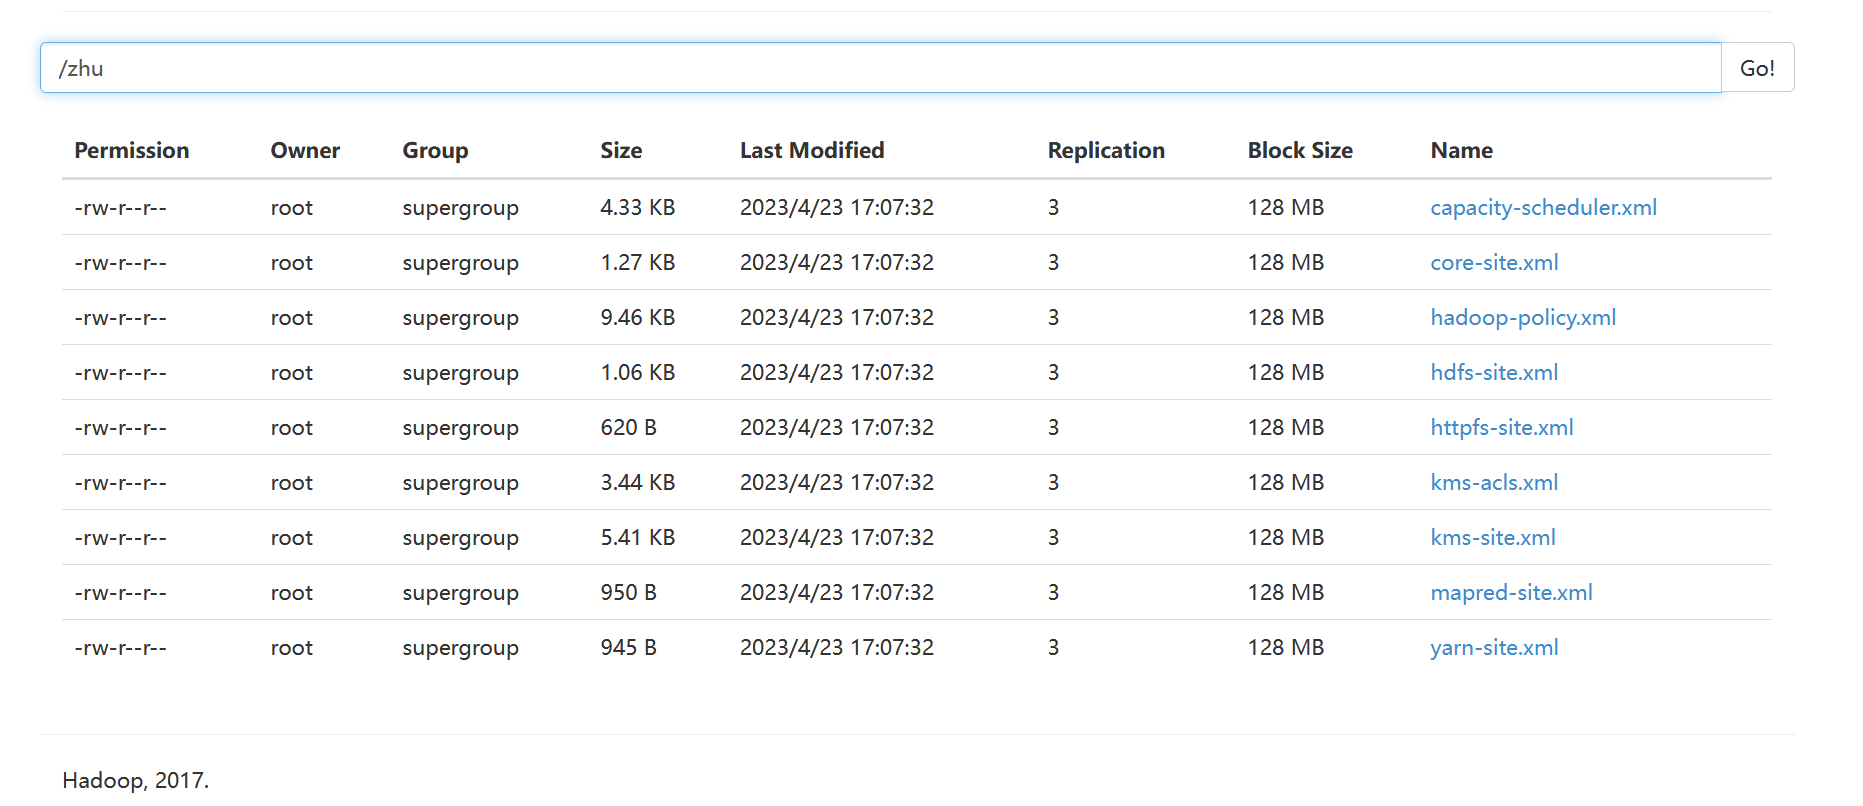 /zhu Go!
Permission Owner Group Size Last Modified Replication Block Size Name
-rw-r--r-- root supergroup 4.33 KB 2023/4/23 17:07:32 3 128 MB capacity-scheduler.xml
-rw-r--r-- root supergroup 1.27 KB 2023/4/23 17:07:32 3 128 MB core-site.xml
-rw-r--r-- root supergroup 9.46 KB 2023/4/23 17:07:32 3 128 MB hadoop-policy.xml
-rw-r--r-- root supergroup 1.06 KB 2023/4/23 17:07:32 3 128 MB hdfs-site.xml
-rw-r--r-- root supergroup 620 B 2023/4/23 17:07:32 3 128 MB httpfs-site.xml
-rw-r--r-- root supergroup 3.44 KB 2023/4/23 17:07:32 3 128 MB kms-acls.xml
-rw-r--r-- root supergroup 5.41 KB 2023/4/23 17:07:32 3 128 MB kms-site.xml
-rw-r--r-- root supergroup 950 B 2023/4/23 17:07:32 3 128 MB mapred-site.xml
-rw-r--r-- root supergroup 945 B 2023/4/23 17:07:32 3 128 MB yarn-site.xml
Hadoop, 2017.